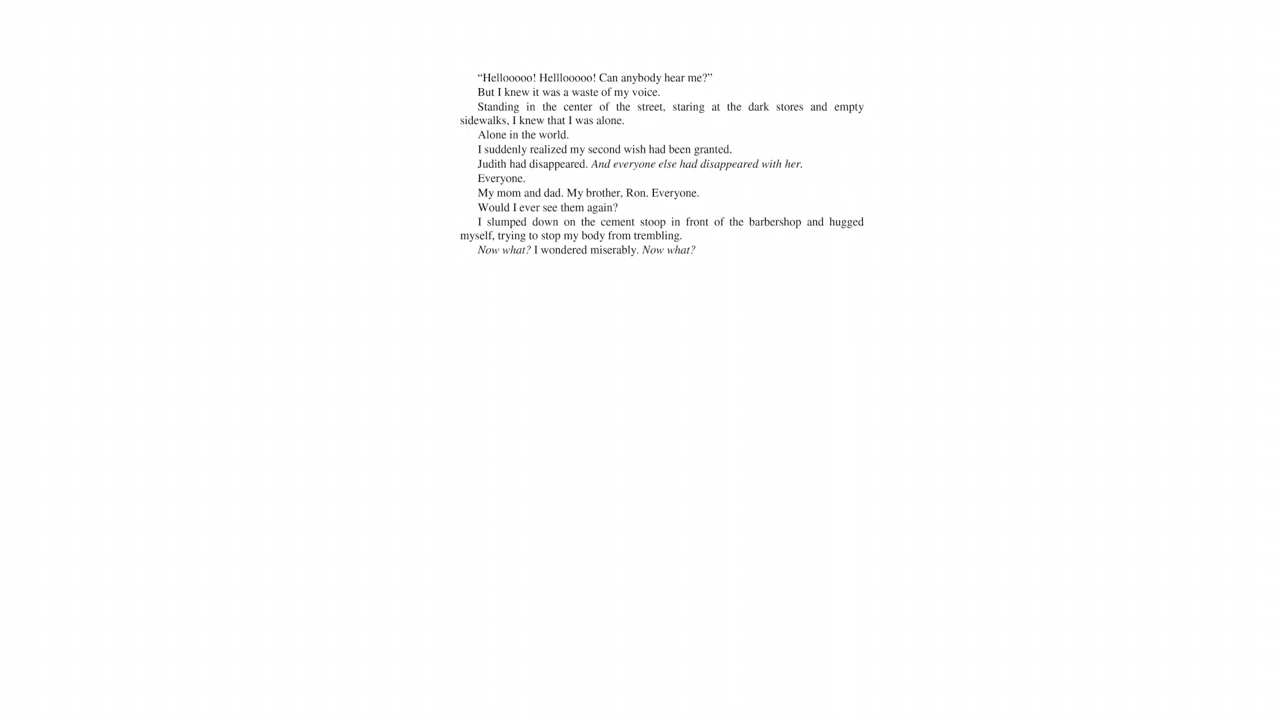 “Hellooooo! Helllooooo! Can anybody hear me?”
But I knew it was a waste of my voice.
Standing in the center of the street, staring at the dark stores and empty
sidewalks, I knew that I was alone.
Alone in the world.
I suddenly realized my second wish had been granted.
Judith had disappeared. And everyone else had disappeared with her.
Everyone.
My mom and dad. My brother, Ron. Everyone.
Would I ever see them again?
I slumped down on the cement stoop in front of the barbershop and hugged
myself, trying to stop my body from trembling.
Now what? I wondered miserably. Now what?